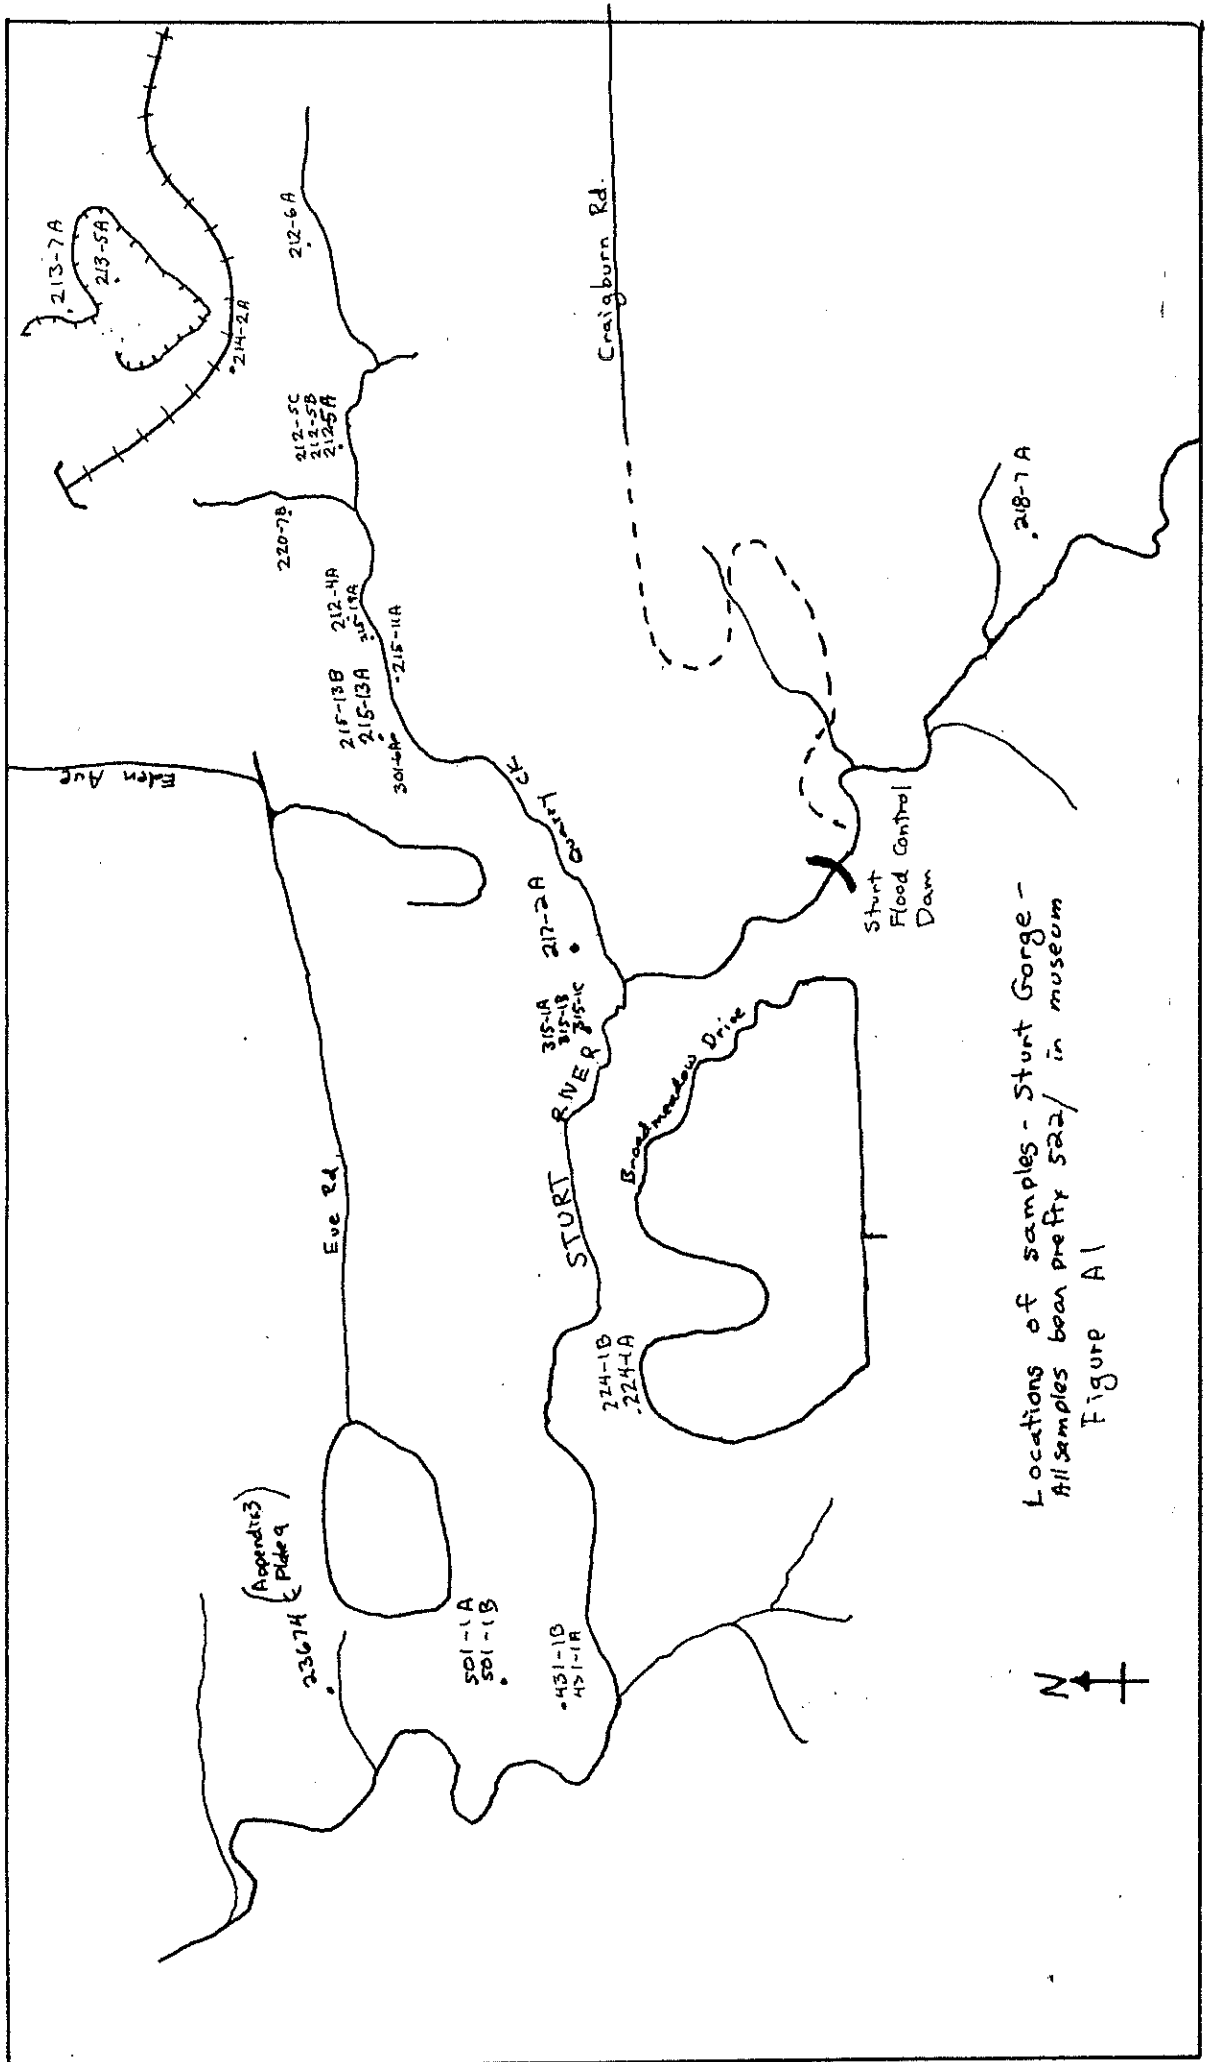 213-7A
213-5A
214-2A
212-6A
212-5C
212-5B
212-5A
220-7B
212-4A
215-19A
215-11A
215-13B
215-13A
301-6A
Craigburn Rd.
218-7A
Ave
Quarry Ck
217-2A
315-1A
315-1B
315-1C
Sturt
Flood Control
Dam
Eve Rd
STURT RIVER
Broadmeadow Drive
224-1B
224-1A
(Appendix 3
Plate 9)
23674
501-1A
501-1B
431-1B
431-1A
N
Locations of samples - Sturt Gorge -
All samples bear prefix 522/ in museum
Figure A1